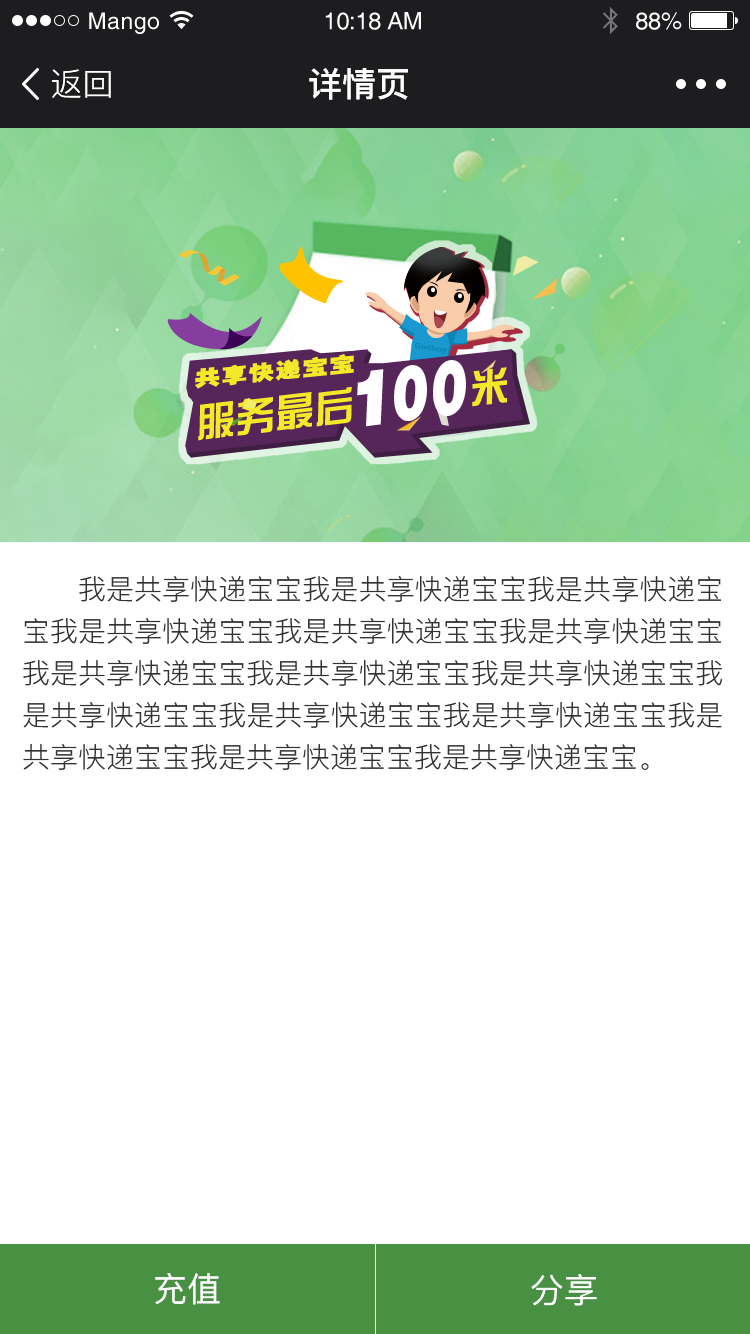 Mango 10:18 AM 88%
返回 详情页
共享快递宝宝
服务最后100米
我是共享快递宝宝我是共享快递宝宝我是共享快递宝
宝我是共享快递宝宝我是共享快递宝宝我是共享快递宝宝
我是共享快递宝宝我是共享快递宝宝我是共享快递宝宝我
是共享快递宝宝我是共享快递宝宝我是共享快递宝宝我是
共享快递宝宝我是共享快递宝宝我是共享快递宝宝。
充值 分享